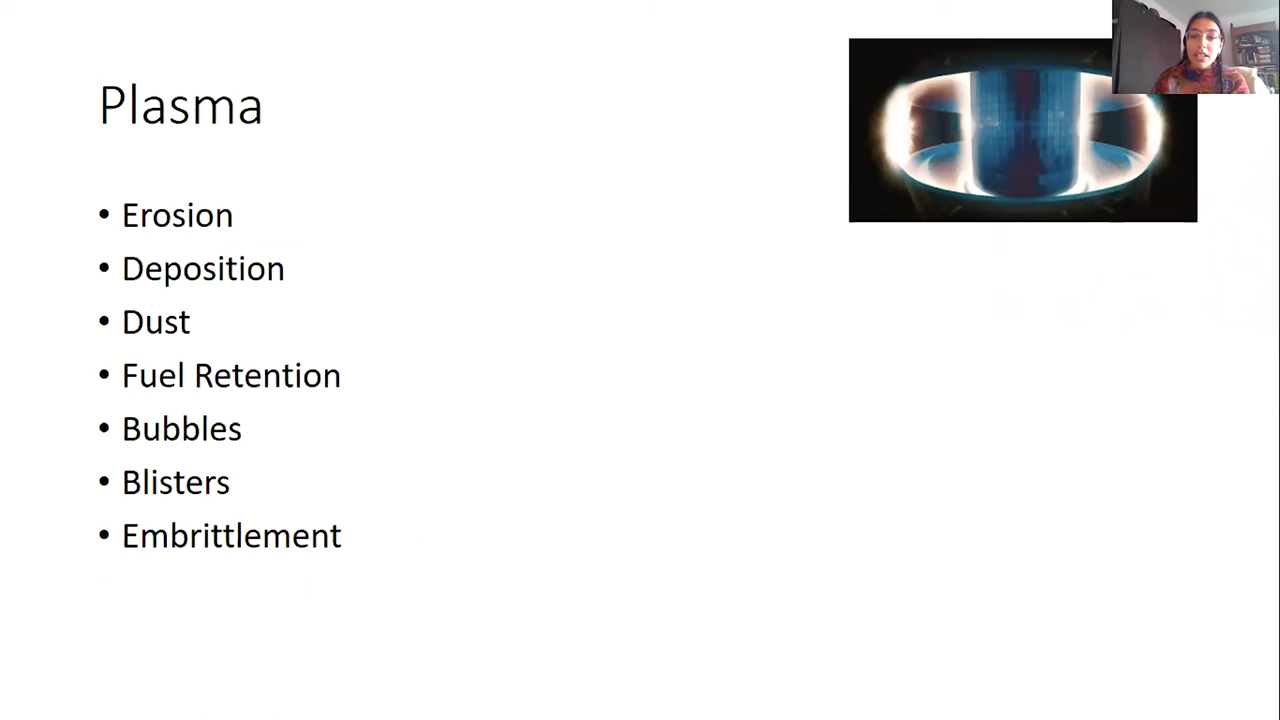 Plasma
• Erosion
• Deposition
• Dust
• Fuel Retention
• Bubbles
• Blisters
• Embrittlement